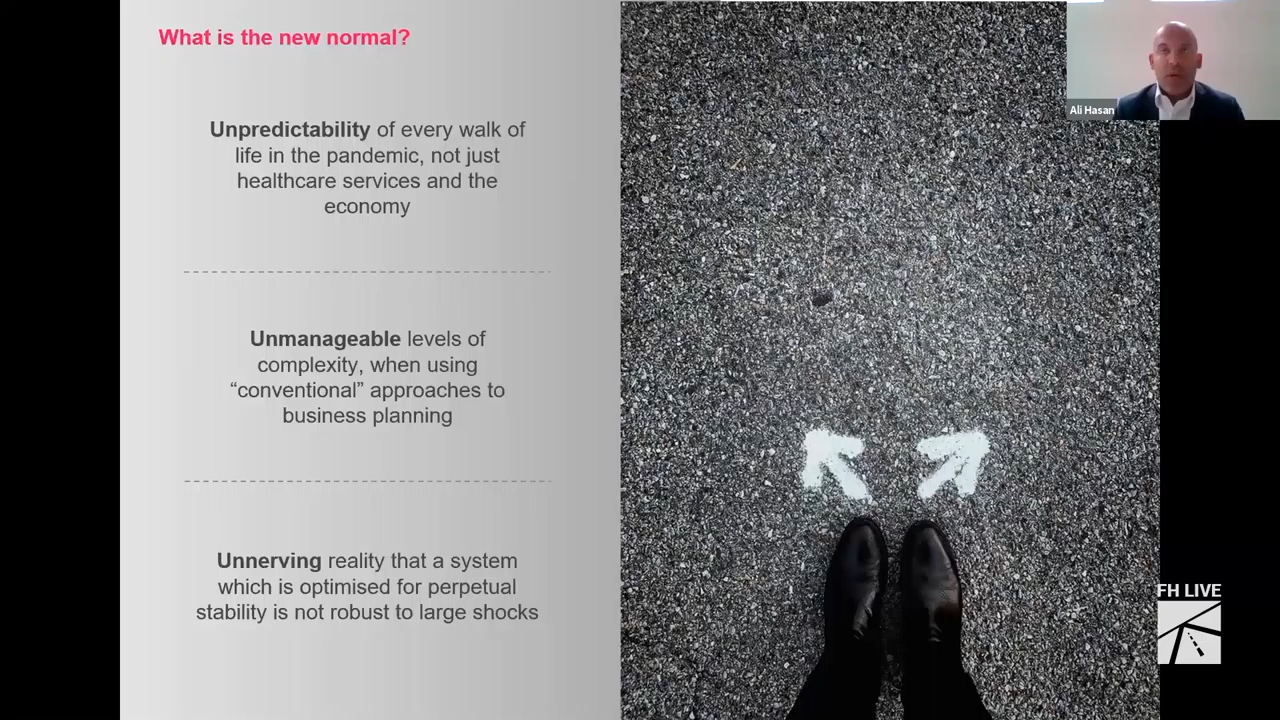 What is the new normal?
Unpredictability of every walk of
life in the pandemic, not just
healthcare services and the
economy
Unmanageable levels of
complexity, when using
“conventional” approaches to
business planning
Unnerving reality that a system
which is optimised for perpetual
stability is not robust to large shocks
Ali Hasan
FH LIVE